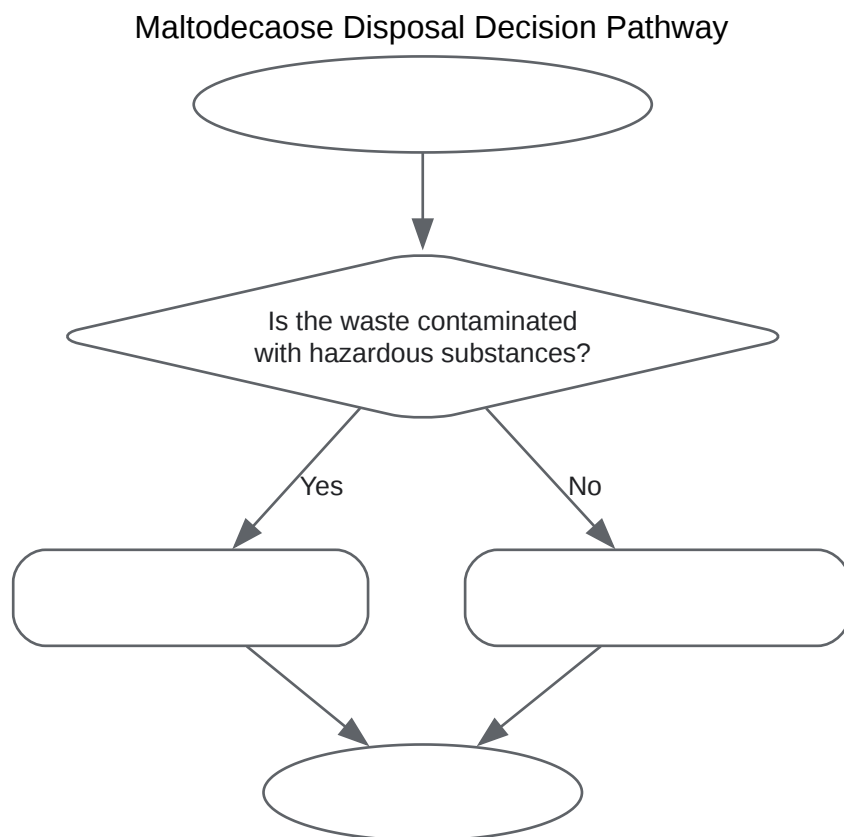 Maltodecaose Disposal Decision Pathway
Is the waste contaminated
with hazardous substances?
Yes
No